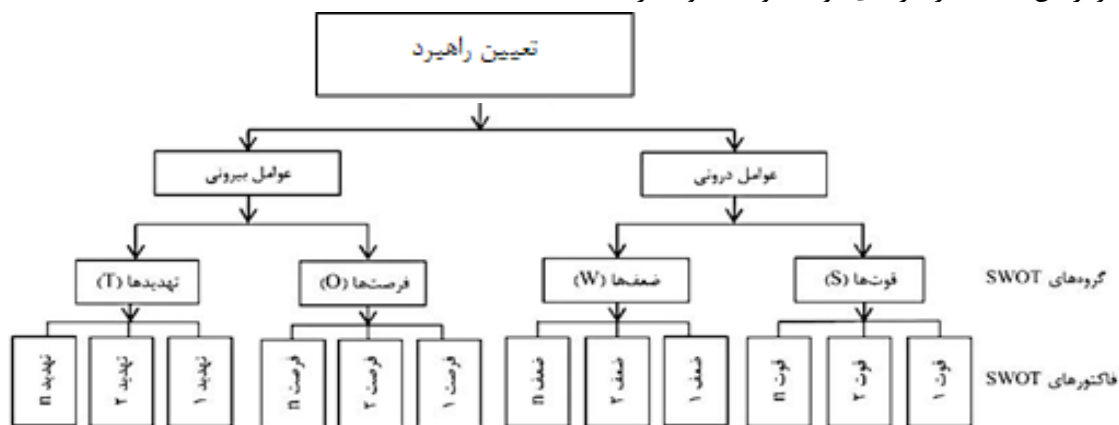 تعیین راهبرد
عوامل درونی
عوامل بیرونی
گروه‌های SWOT
قوت‌ها (S)
ضعف‌ها (W)
فرصت‌ها (O)
تهدیدها (T)
فاکتورهای SWOT
قوت ۱
قوت ۲
قوت n
ضعف ۱
ضعف ۲
ضعف n
فرصت ۱
فرصت ۲
فرصت n
تهدید ۱
تهدید ۲
تهدید n